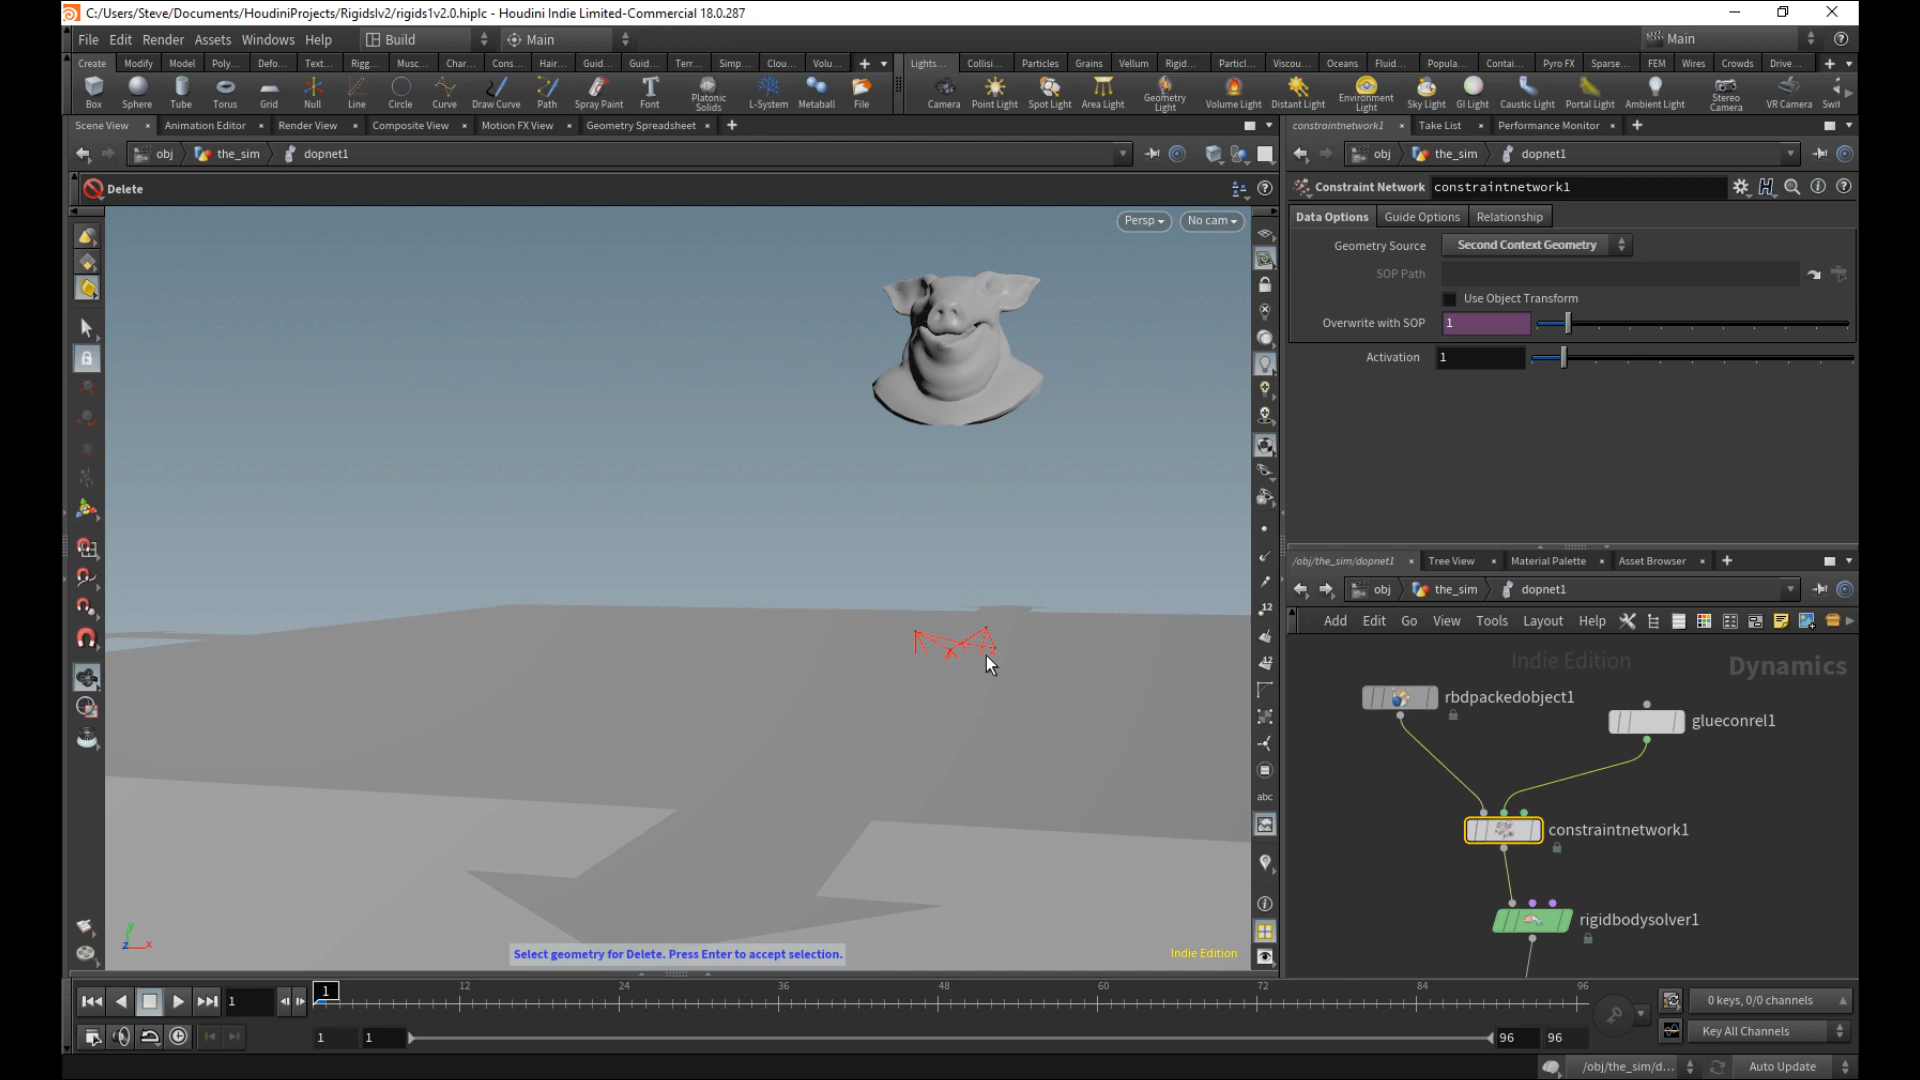 C:/Users/Steve/Documents/HoudiniProjects/Rigidslv2/rigids1v2.0.hiplc - Houdini Indie Limited-Commercial 18.0.287
File Edit Render Assets Windows Help Build Main Main
Create Modify Model Poly... Defo... Text... Rigg... Musc... Char... Cons... Hair... Guid... Guid... Terr... Simp... Clou... Volu... Lights... Collisi... Particles Grains Vellum Rigid... Particl... Viscou... Oceans Fluid... Popula... Contai... Pyro FX Sparse... FEM Wires Crowds Drive...
Box Sphere Tube Torus Grid Null Line Circle Curve Draw Curve Path Spray Paint Font Platonic Solids L-System Metaball File Camera Point Light Spot Light Area Light Geometry Light Volume Light Distant Light Environment Light Sky Light GI Light Caustic Light Portal Light Ambient Light Stereo Camera VR Camera Swit
Scene View Animation Editor Render View Composite View Motion FX View Geometry Spreadsheet
constraintnetwork1 Take List Performance Monitor
obj the_sim dopnet1
obj the_sim dopnet1
Delete
Constraint Network constraintnetwork1
Persp No cam
Data Options Guide Options Relationship
Geometry Source Second Context Geometry
SOP Path
Use Object Transform
Overwrite with SOP 1
Activation 1
/obj/the_sim/dopnet1 Tree View Material Palette Asset Browser
obj the_sim dopnet1
Add Edit Go View Tools Layout Help
Indie Edition Dynamics
rbdpackedobject1
glueconrel1
constraintnetwork1
rigidbodysolver1
12
12
abc
Select geometry for Delete. Press Enter to accept selection.
Indie Edition
y
z x
1 1 12 24 36 48 60 72 84 96
0 keys, 0/0 channels
1 1 96 96
Key All Channels
/obj/the_sim/d... Auto Update